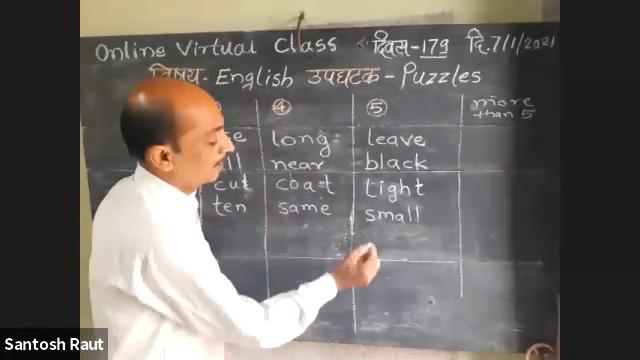 Online Virtual Class दिवस-179 दि.7/1/2021
विषय- English उपघटक - Puzzles
④ ⑤ more than 5
long leave
near black
cut coat Light
ten same small
Santosh Raut